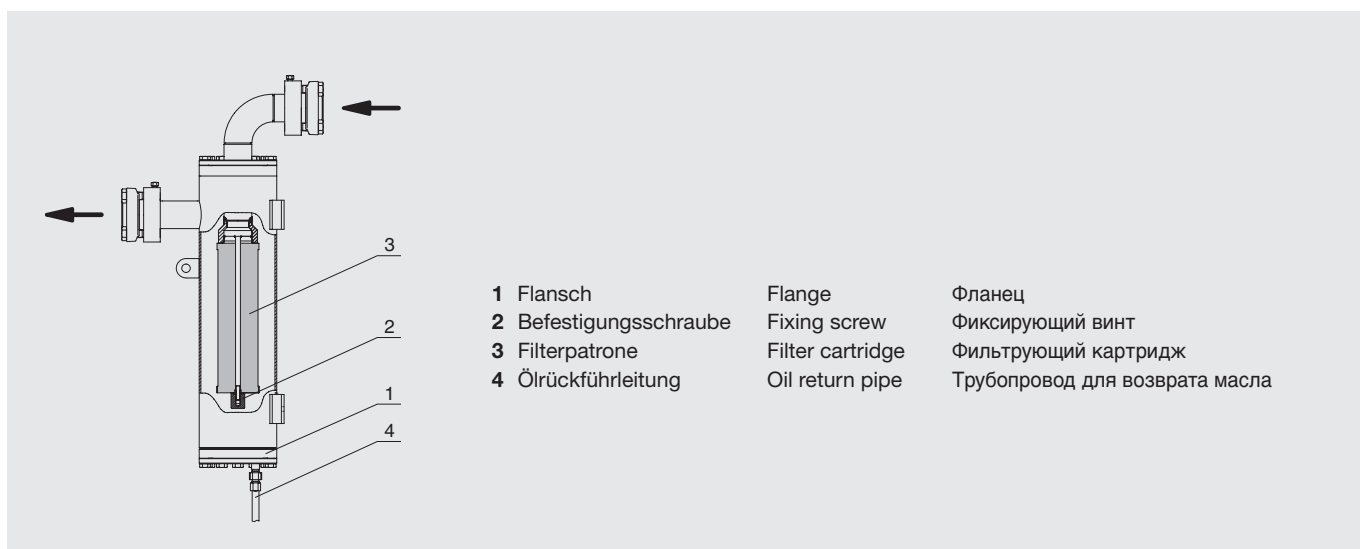 3
2
1
4
1 Flansch Flange Фланец
2 Befestigungsschraube Fixing screw Фиксирующий винт
3 Filterpatrone Filter cartridge Фильтрующий картридж
4 Ölrückführleitung Oil return pipe Трубопровод для возврата масла